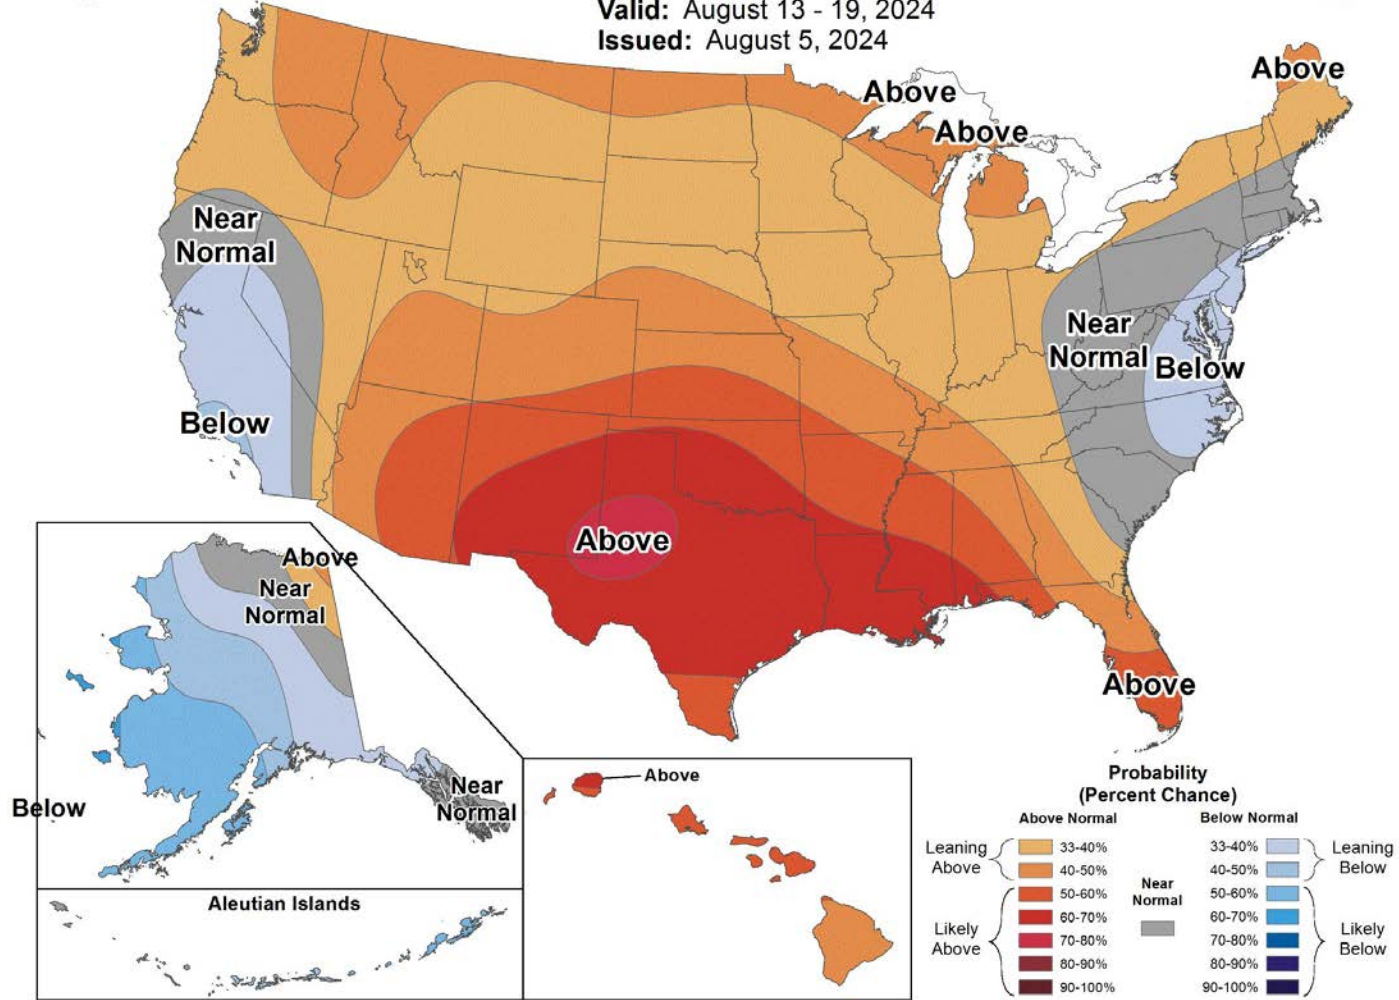 Valid: August 13 - 19, 2024
Issued: August 5, 2024
Above
Above
Above
Near
Normal
Near
Normal
Below
Below
Above
Above
Above
Near
Normal
Near
Normal
Below
Above
Aleutian Islands
Probability
(Percent Chance)
Above Normal
Below Normal
Leaning
Above
33-40%
40-50%
Likely
Above
50-60%
60-70%
70-80%
80-90%
90-100%
Near
Normal
33-40%
40-50%
Leaning
Below
50-60%
60-70%
70-80%
80-90%
90-100%
Likely
Below